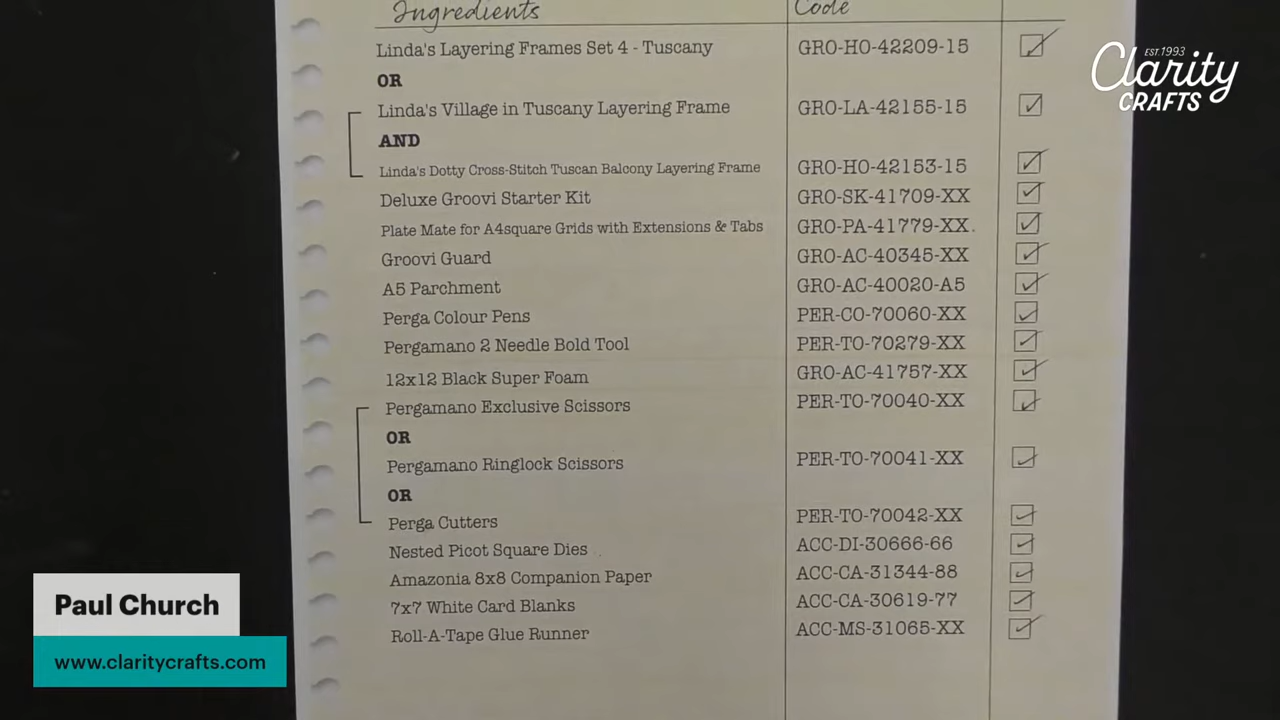 Ingredients Code
Linda's Layering Frames Set 4 - Tuscany GRO-HO-42209-15
OR
Linda's Village in Tuscany Layering Frame GRO-LA-42155-15
AND
Linda's Dotty Cross-Stitch Tuscan Balcony Layering Frame GRO-HO-42153-15
Deluxe Groovi Starter Kit GRO-SK-41709-XX
Plate Mate for A4square Grids with Extensions & Tabs GRO-PA-41779-XX
Groovi Guard GRO-AC-40345-XX
A5 Parchment GRO-AC-40020-A5
Perga Colour Pens PER-CO-70060-XX
Pergamano 2 Needle Bold Tool PER-TO-70279-XX
12x12 Black Super Foam GRO-AC-41757-XX
Pergamano Exclusive Scissors PER-TO-70040-XX
OR
Pergamano Ringlock Scissors PER-TO-70041-XX
OR
Perga Cutters PER-TO-70042-XX
Nested Picot Square Dies ACC-DI-30666-66
Amazonia 8x8 Companion Paper ACC-CA-31344-88
7x7 White Card Blanks ACC-CA-30619-77
Roll-A-Tape Glue Runner ACC-MS-31065-XX
EST.1993
Clarity
CRAFTS
Paul Church
www.claritycrafts.com